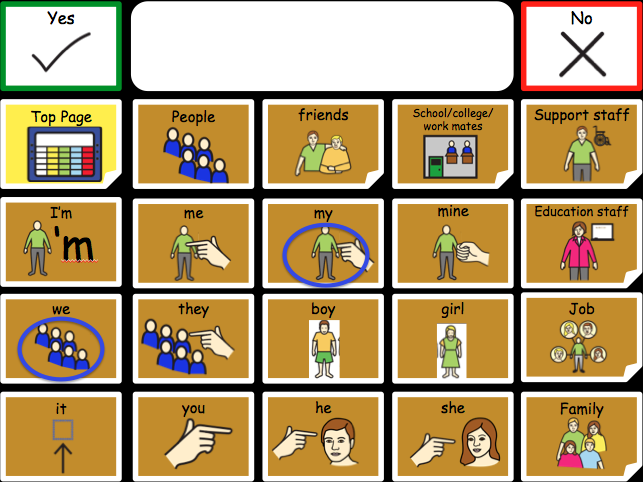 Yes
No
Top Page
People
friends
School/college/
work mates
Support staff
I'm
'm
me
my
mine
Education staff
we
they
boy
girl
Job
it
you
he
she
Family